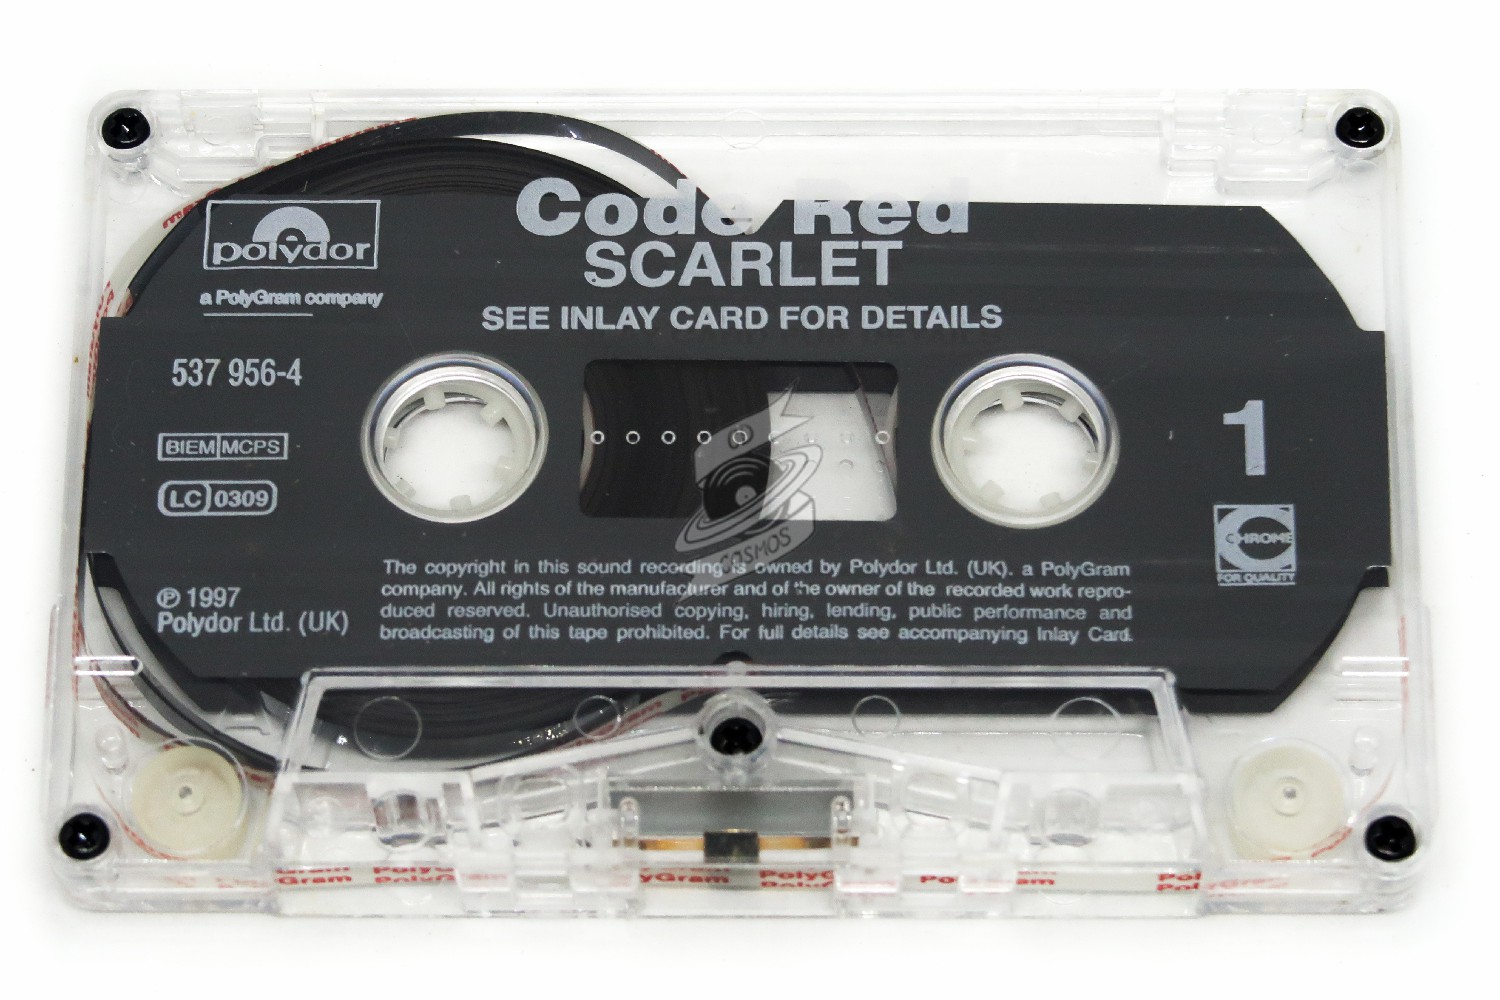 Code Red
SCARLET
SEE INLAY CARD FOR DETAILS
polydor
a PolyGram company
537 956-4
BIEM MCPS
LC 0309
℗ 1997
Polydor Ltd. (UK)
1
CHROME
FOR QUALITY
COSMOS
The copyright in this sound recording is owned by Polydor Ltd. (UK). a PolyGram
company. All rights of the manufacturer and of the owner of the recorded work repro-
duced reserved. Unauthorised copying, hiring, lending, public performance and
broadcasting of this tape prohibited. For full details see accompanying Inlay Card.
PolyGram
PolyGram